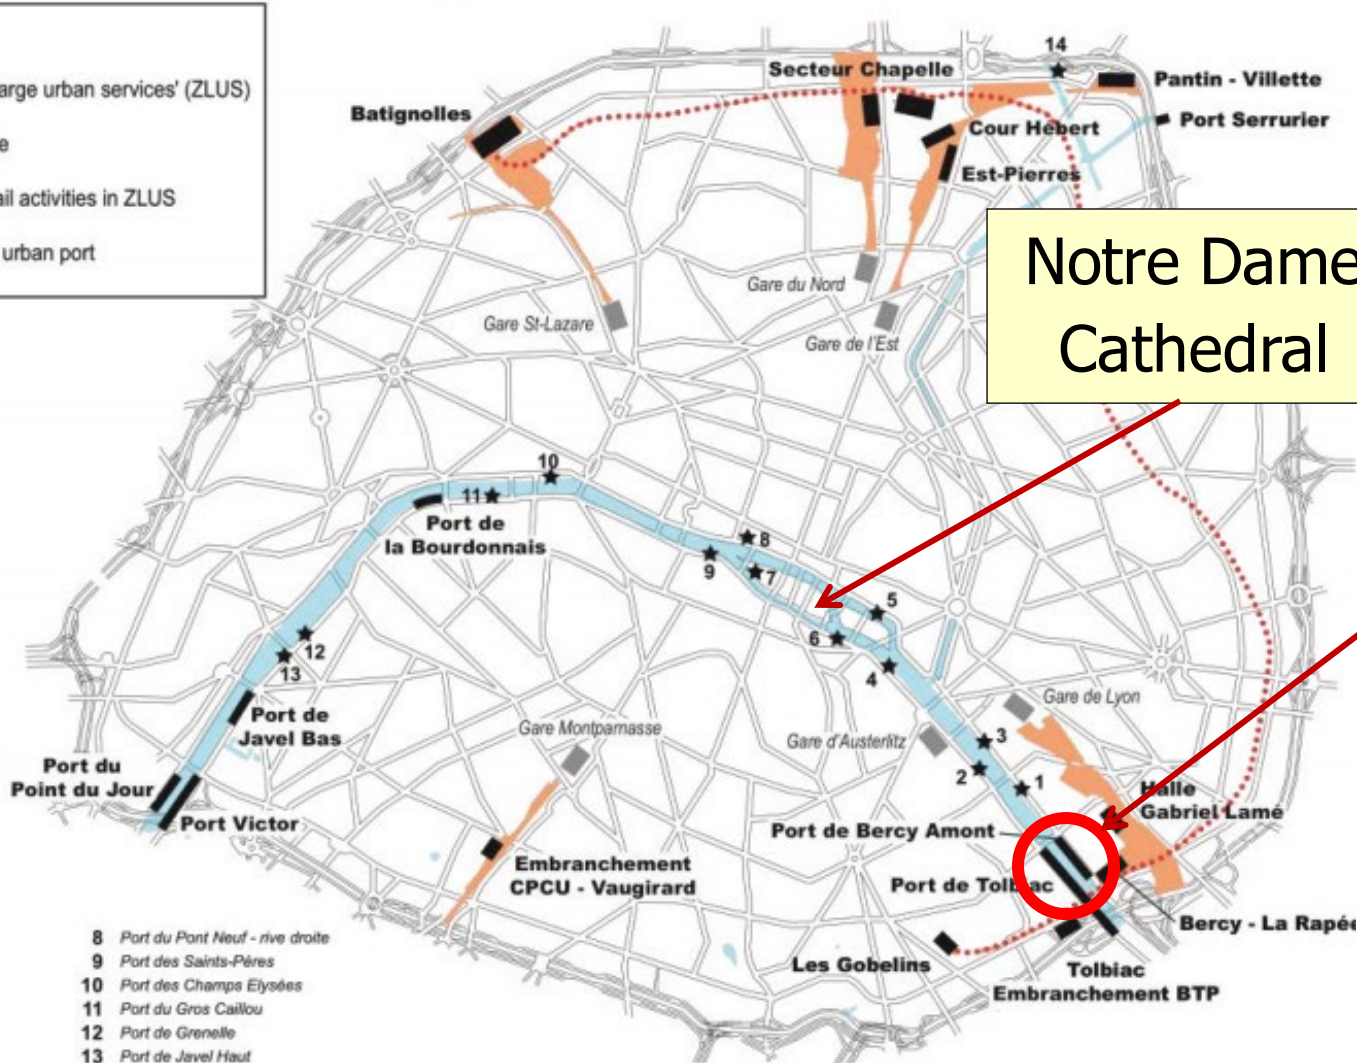 arge urban services' (ZLUS)
e
ail activities in ZLUS
urban port
14
Secteur Chapelle
Pantin - Villette
Batignolles
Port Serrurier
Cour Hébert
Est-Pierres
Notre Dame
Cathedral
Gare du Nord
Gare St-Lazare
Gare de l'Est
10
11
Port de
la Bourdonnais
8
9
7
5
6
12
13
4
Port de
Javel Bas
Gare Montparnasse
Gare de Lyon
Gare d'Austerlitz
3
2
1
Port du
Point du Jour
Port Victor
Halle
Gabriel Lamé
Port de Bercy Amont
Embranchement
CPCU - Vaugirard
Port de Tolbiac
Bercy - La Rapée
Les Gobelins
Tolbiac
Embranchement BTP
8 Port du Pont Neuf - rive droite
9 Port des Saints-Péres
10 Port des Champs Elysées
11 Port du Gros Caillou
12 Port de Grenelle
13 Port de Javel Haut